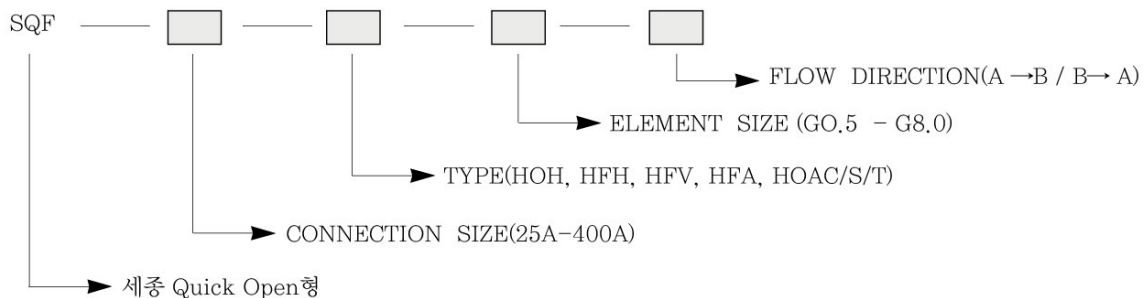 SQF
FLOW DIRECTION(A →B / B→ A)
ELEMENT SIZE (GO.5 - G8.0)
TYPE(HOH, HFH, HFV, HFA, HOAC/S/T)
CONNECTION SIZE(25A-400A)
세종 Quick Open형